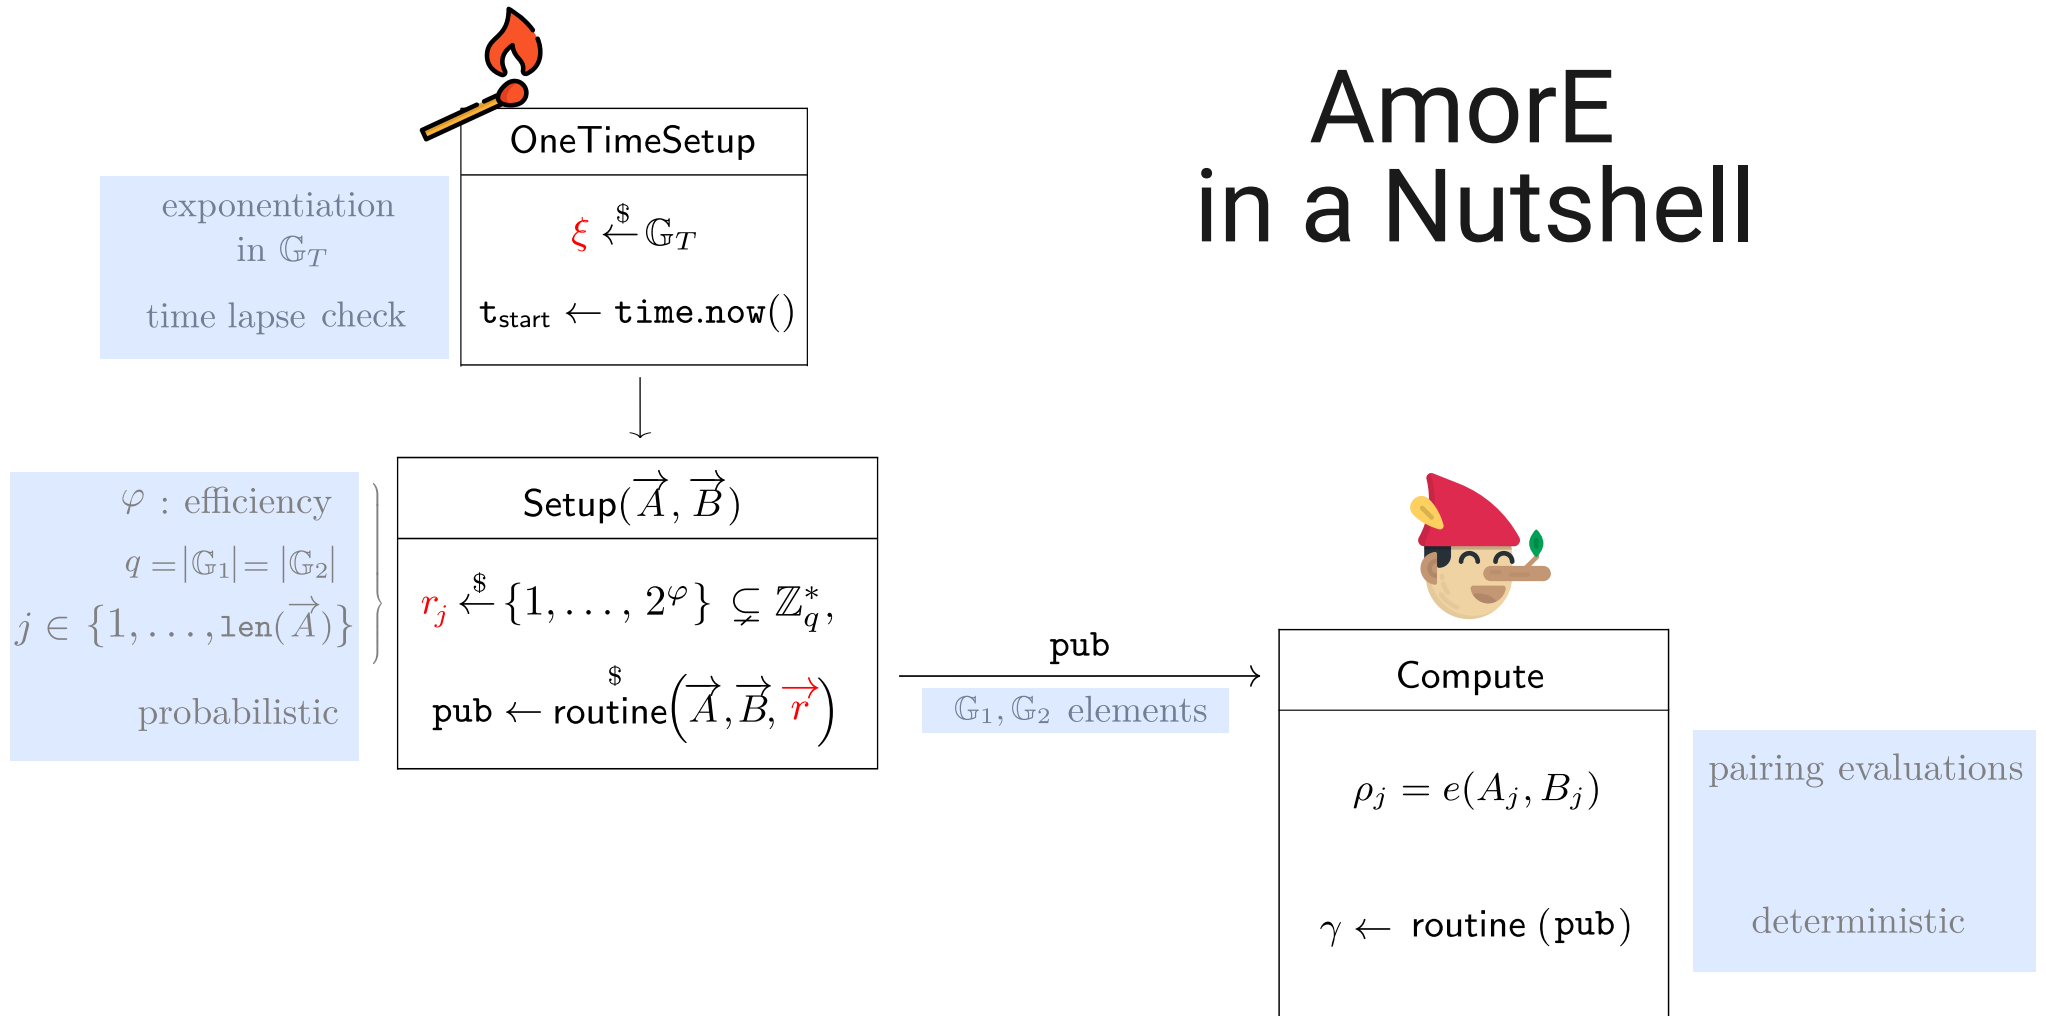 AmorE
in a Nutshell
OneTimeSetup
exponentiation
in 𝔾_T
ξ ←$ 𝔾_T
time lapse check
t_start ← time.now()
Setup(A⃗, B⃗)
φ : efficiency
q = |𝔾₁| = |𝔾₂|
j ∈ {1, . . . , len(A⃗)}
probabilistic
r_j ←$ {1, . . . , 2^φ} ⊊ ℤ_q^*,
pub ←$ routine(A⃗, B⃗, r⃗)
pub
𝔾₁, 𝔾₂ elements
Compute
ρ_j = e(A_j, B_j)
pairing evaluations
γ ← routine (pub)
deterministic